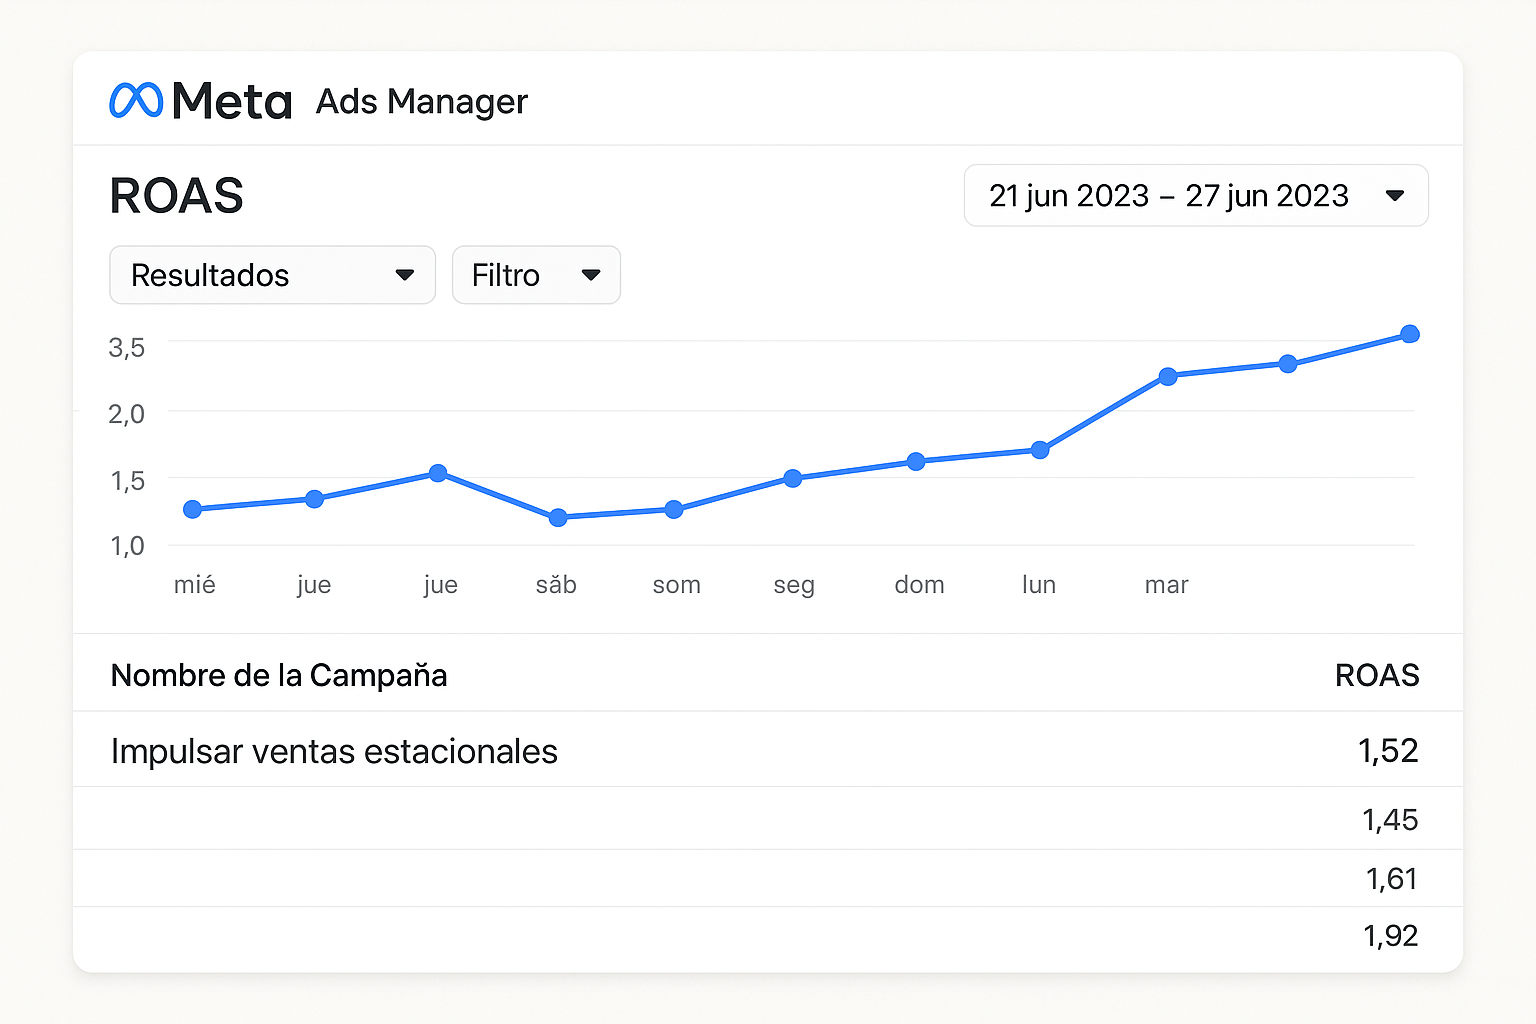 Meta Ads Manager
ROAS
21 jun 2023 – 27 jun 2023
Resultados
Filtro
3,5
2,0
1,5
1,0
mié jue jue săb som seg dom lun mar
Nombre de la Campăna ROAS
Impulsar ventas estacionales 1,52
1,45
1,61
1,92